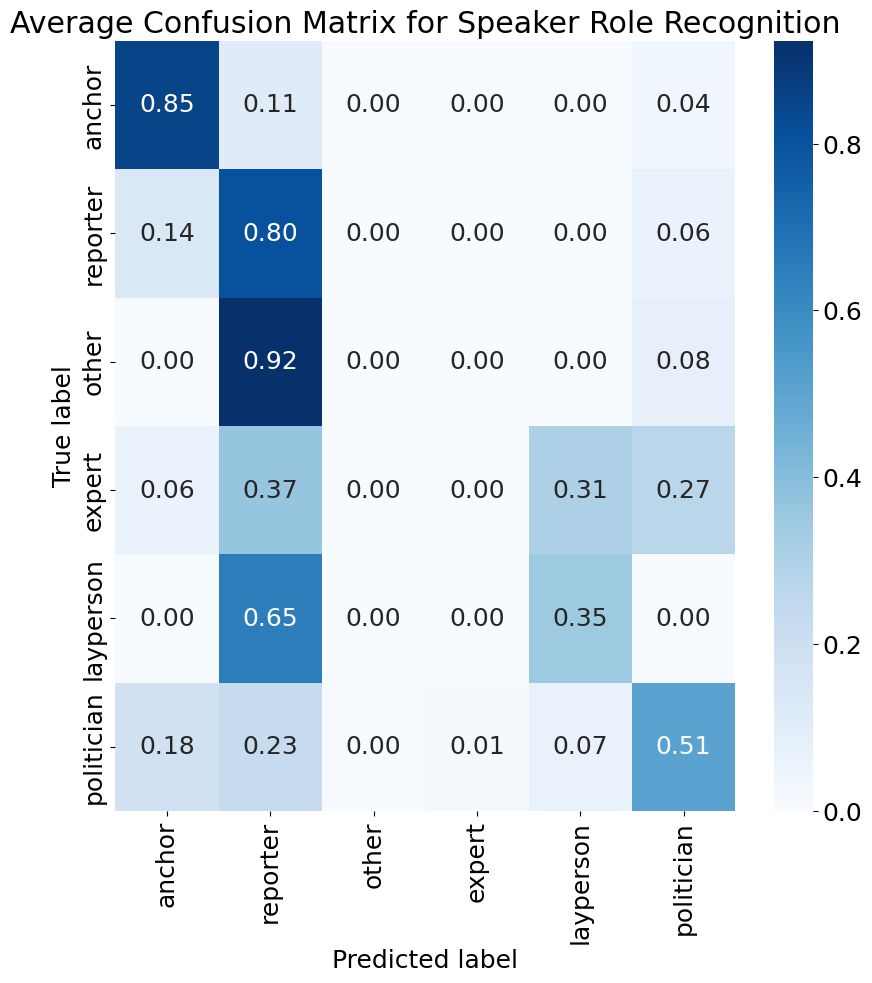 Average Confusion Matrix for Speaker Role Recognition
True label
anchor 0.85 0.11 0.00 0.00 0.00 0.04
reporter 0.14 0.80 0.00 0.00 0.00 0.06
other 0.00 0.92 0.00 0.00 0.00 0.08
expert 0.06 0.37 0.00 0.00 0.31 0.27
layperson 0.00 0.65 0.00 0.00 0.35 0.00
politician 0.18 0.23 0.00 0.01 0.07 0.51
anchor reporter other expert layperson politician
Predicted label
0.8
0.6
0.4
0.2
0.0